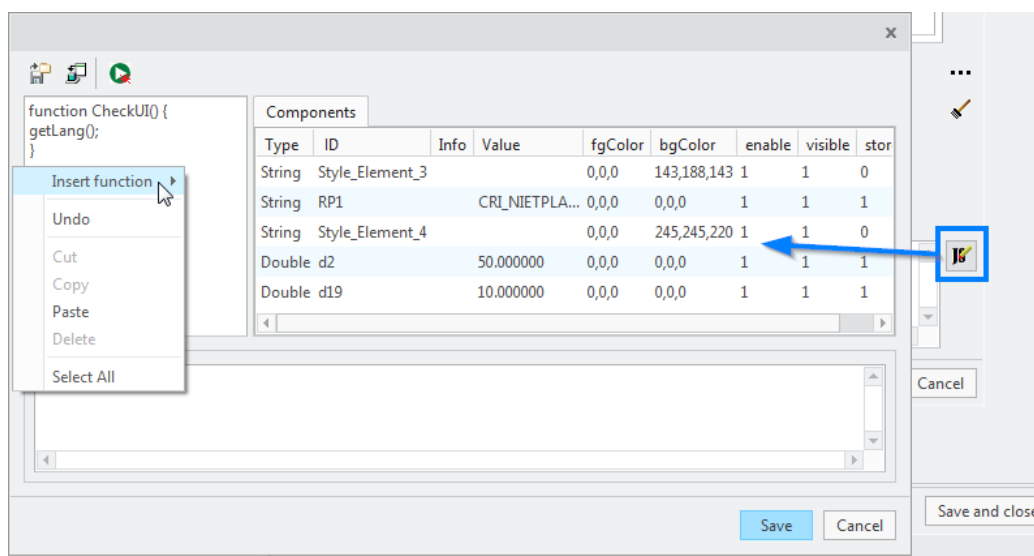 x
function CheckUI() {
getLang();
}
Components
Type ID Info Value fgColor bgColor enable visible stor
String Style_Element_3 0,0,0 143,188,143 1 1 0
String RP1 CRI_NIETPLA... 0,0,0 0,0,0 1 1 1
String Style_Element_4 0,0,0 245,245,220 1 1 0
Double d2 50.000000 0,0,0 0,0,0 1 1 1
Double d19 10.000000 0,0,0 0,0,0 1 1 1
Insert function
Undo
Cut
Copy
Paste
Delete
Select All
Cancel
Save Cancel
Save and close